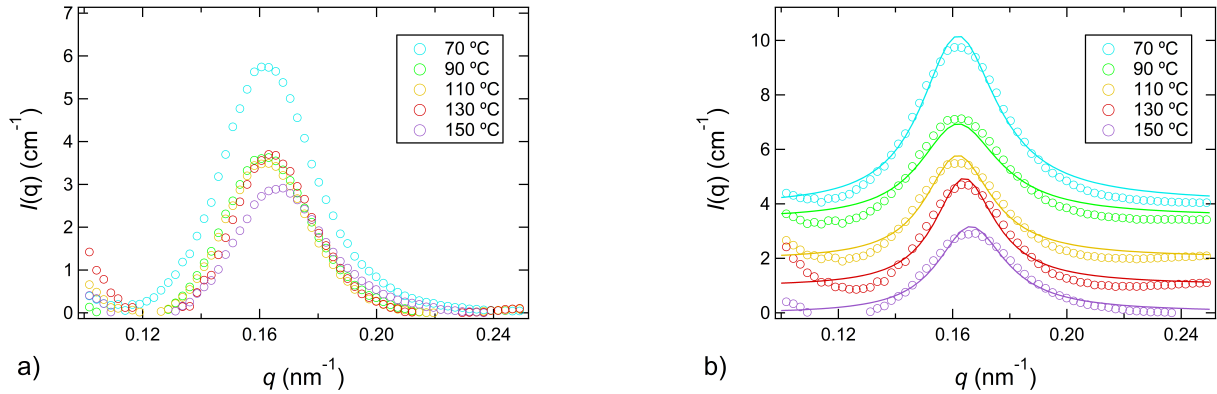 7
6
5
4
3
2
1
0
I(q) (cm⁻¹)
0.12
0.16
0.20
0.24
q (nm⁻¹)
70 ºC
90 ºC
110 ºC
130 ºC
150 ºC
a)
10
8
6
4
2
0
I(q) (cm⁻¹)
0.12
0.16
0.20
0.24
q (nm⁻¹)
70 ºC
90 ºC
110 ºC
130 ºC
150 ºC
b)